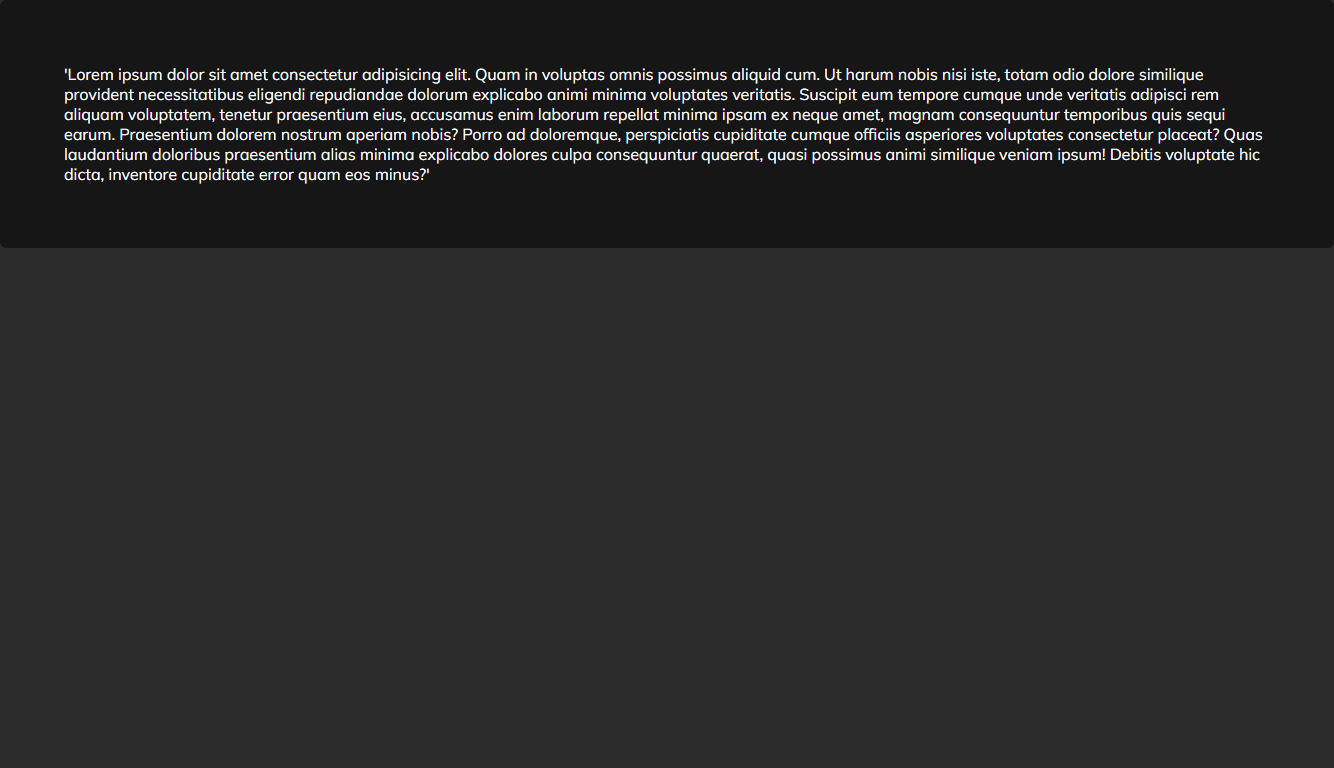 'Lorem ipsum dolor sit amet consectetur adipisicing elit. Quam in voluptas omnis possimus aliquid cum. Ut harum nobis nisi iste, totam odio dolore similique
provident necessitatibus eligendi repudiandae dolorum explicabo animi minima voluptates veritatis. Suscipit eum tempore cumque unde veritatis adipisci rem
aliquam voluptatem, tenetur praesentium eius, accusamus enim laborum repellat minima ipsam ex neque amet, magnam consequuntur temporibus quis sequi
earum. Praesentium dolorem nostrum aperiam nobis? Porro ad doloremque, perspiciatis cupiditate cumque officiis asperiores voluptates consectetur placeat? Quas
laudantium doloribus praesentium alias minima explicabo dolores culpa consequuntur quaerat, quasi possimus animi similique veniam ipsum! Debitis voluptate hic
dicta, inventore cupiditate error quam eos minus?'